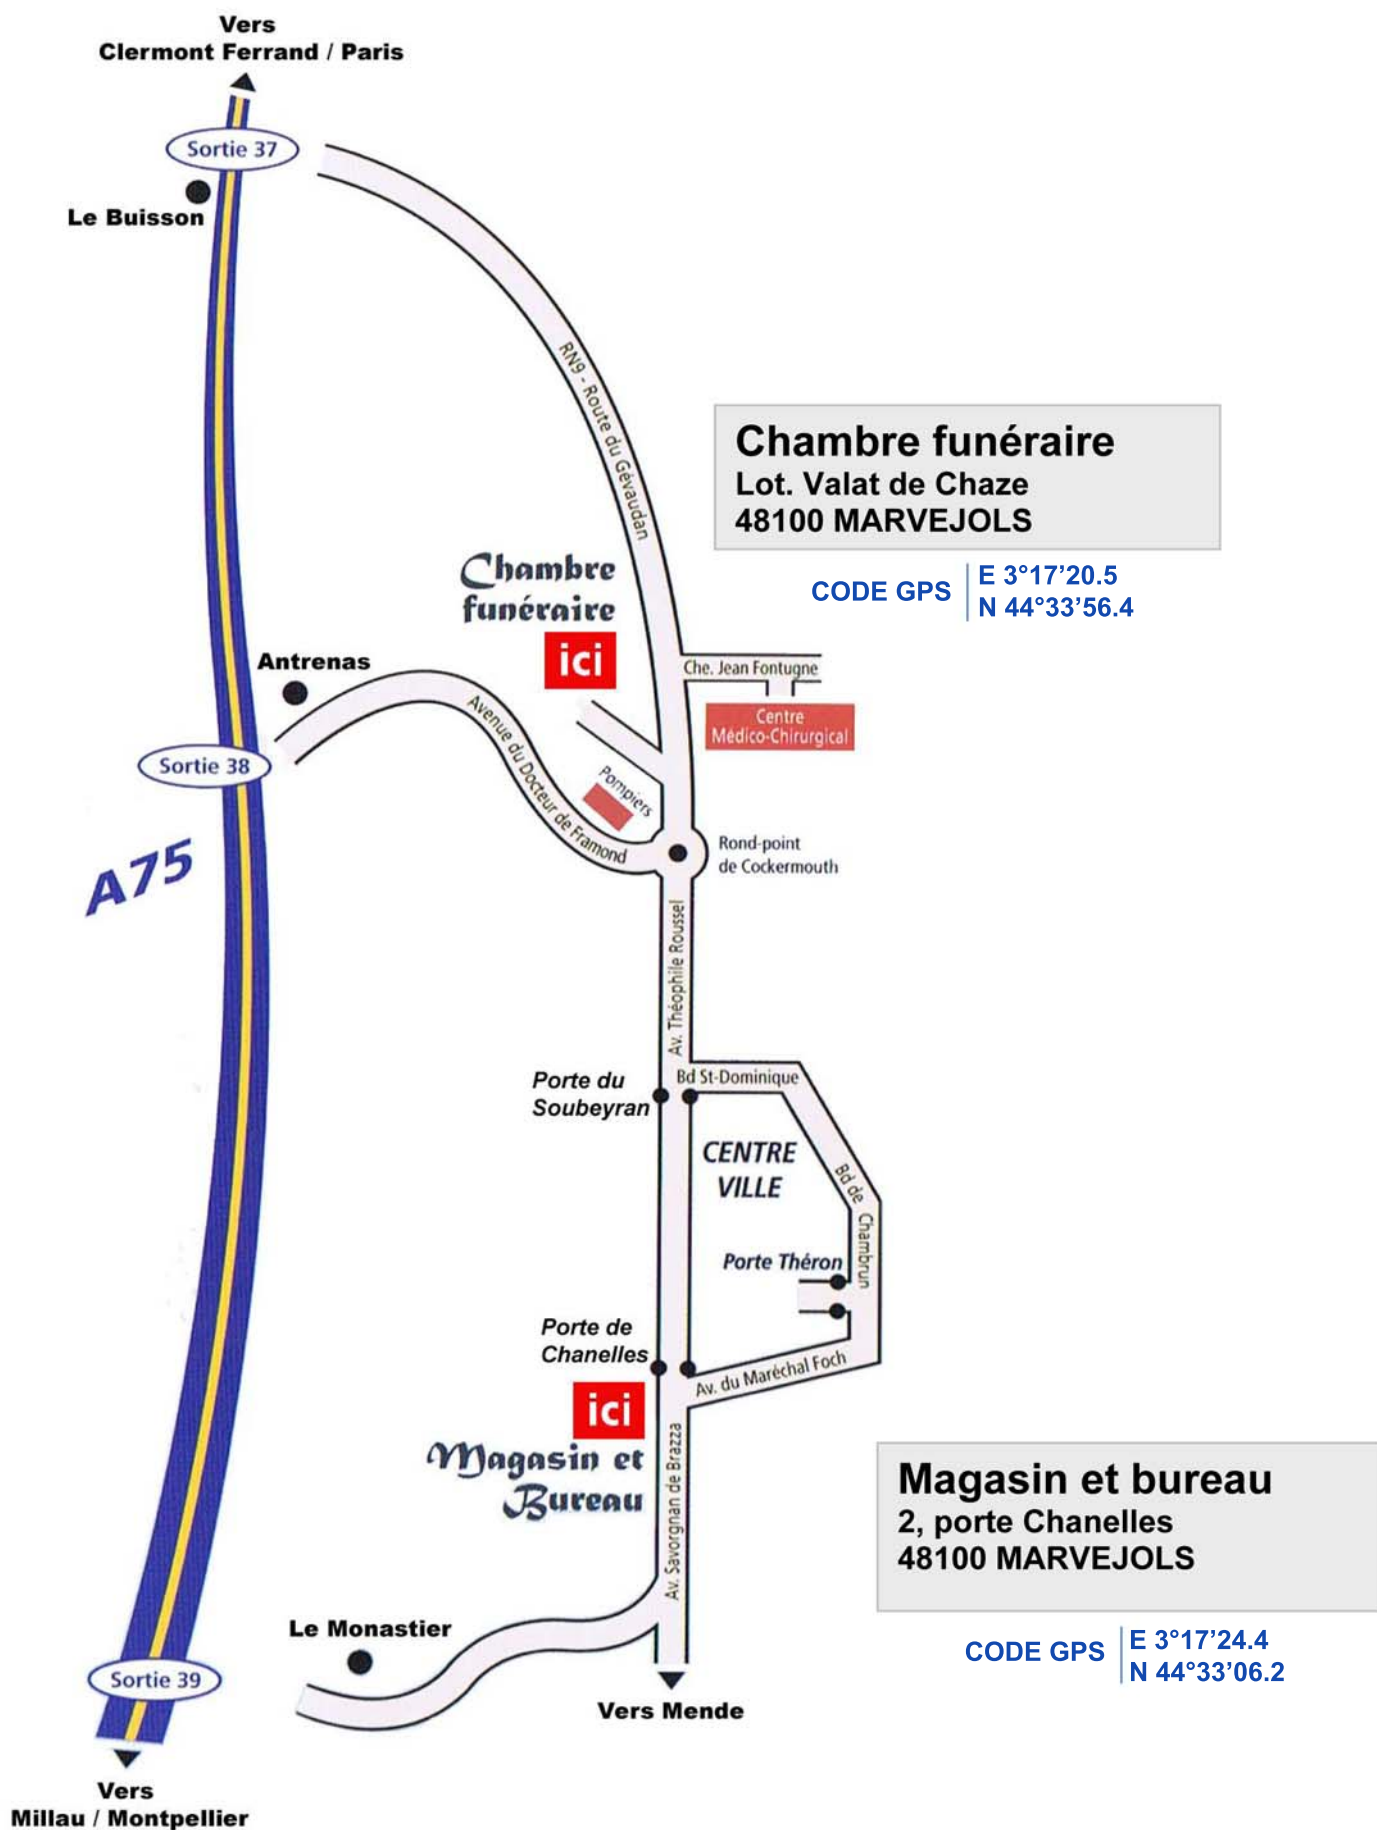 Vers
Clermont Ferrand / Paris
Sortie 37
Le Buisson
RN9 - Route du Gévaudan
Chambre funéraire
Lot. Valat de Chaze
48100 MARVEJOLS
CODE GPS
E 3°17’20.5
N 44°33’56.4
Chambre
funéraire
ici
Antrenas
Che. Jean Fontugne
Centre
Médico-Chirurgical
Avenue du Docteur de Framond
Sortie 38
Pompiers
A75
Rond-point
de Cockermouth
Av. Théophile Roussel
Porte du
Soubeyran
Bd St-Dominique
CENTRE
VILLE
Bd de Chambrun
Porte Théron
Porte de
Chanelles
Av. du Maréchal Foch
ici
Magasin et
Bureau
Av. Savorgnan de Brazza
Magasin et bureau
2, porte Chanelles
48100 MARVEJOLS
CODE GPS
E 3°17’24.4
N 44°33’06.2
Le Monastier
Sortie 39
Vers Mende
Vers
Millau / Montpellier